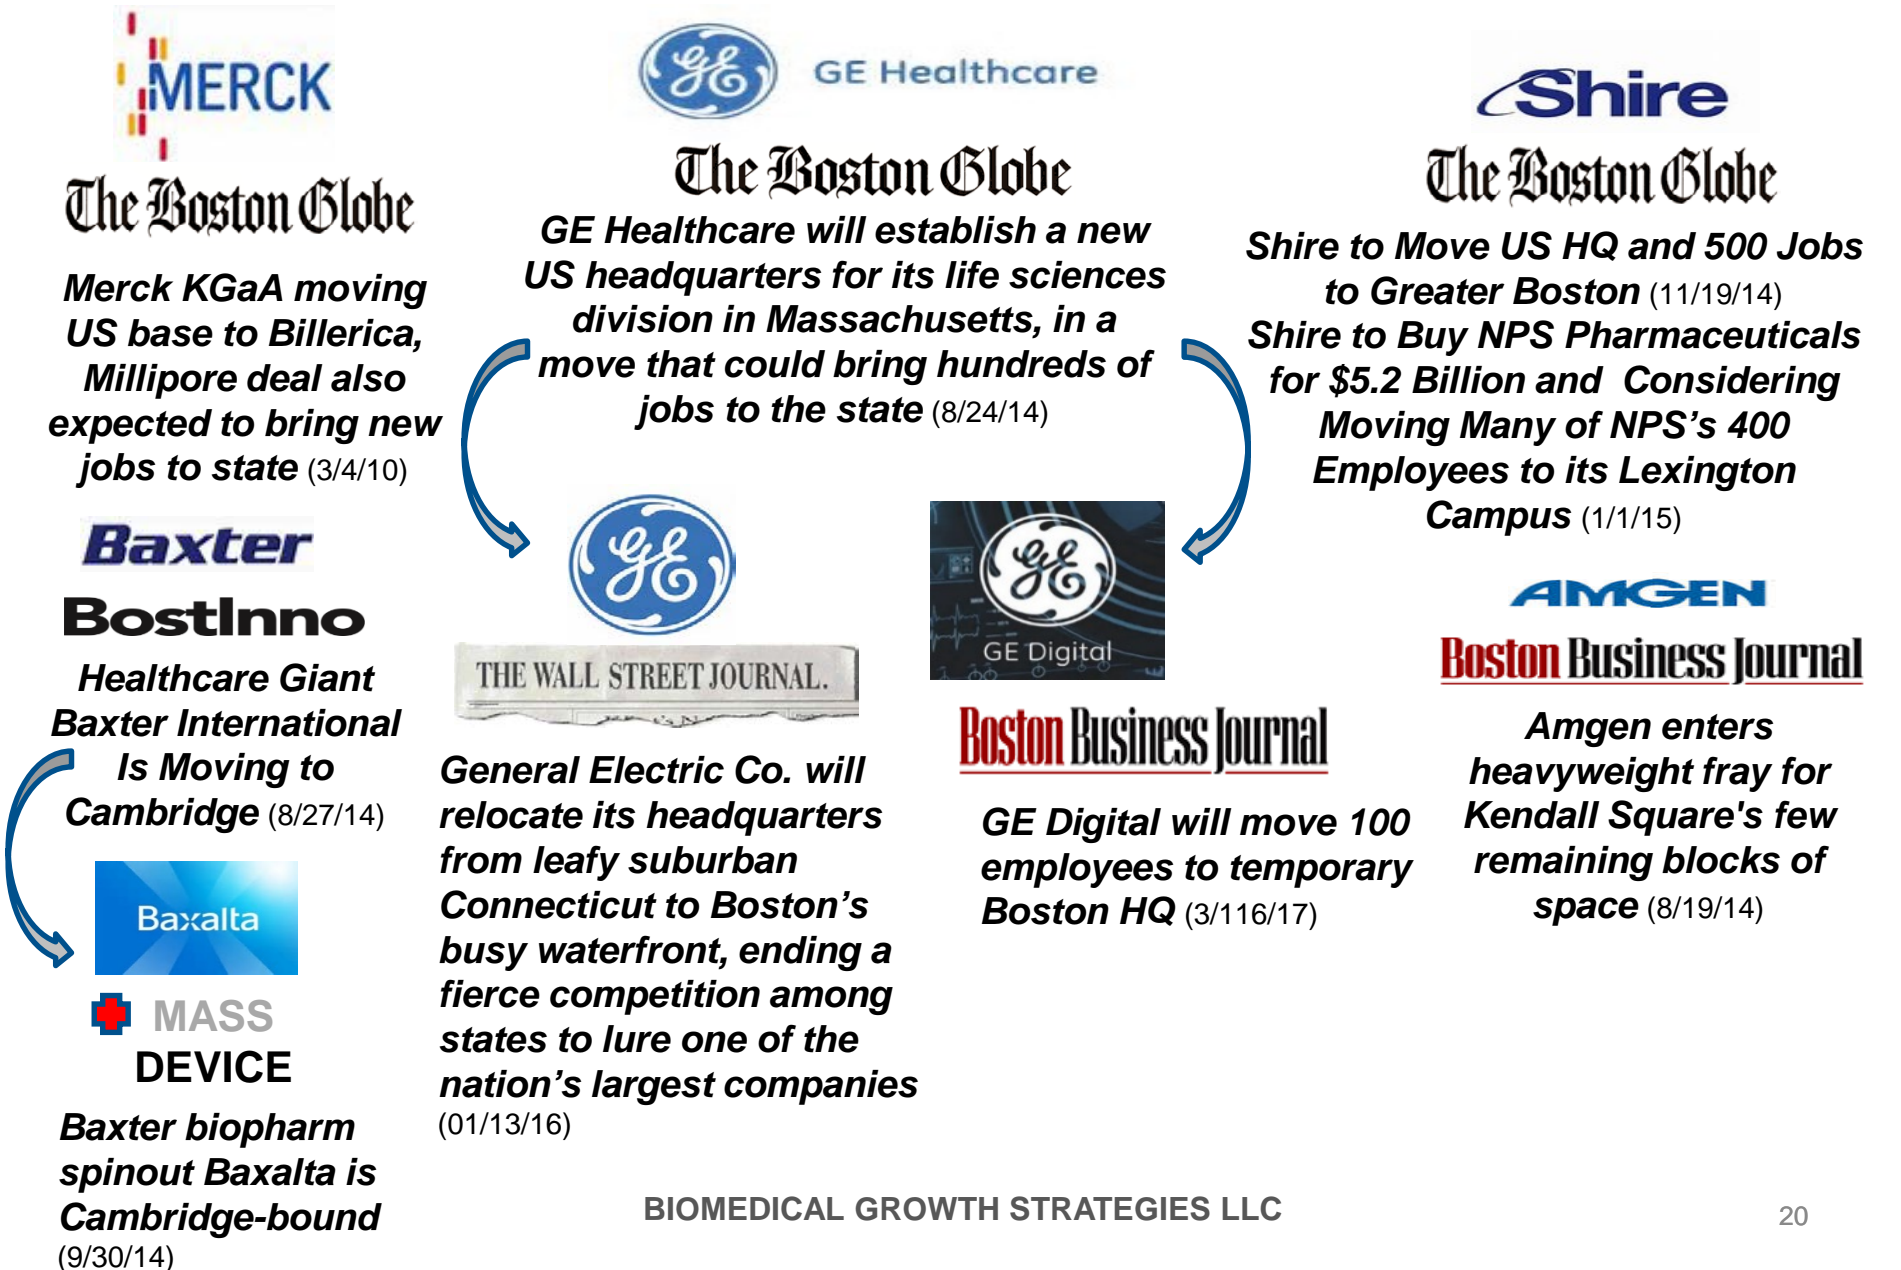 MERCK
The Boston Globe
Merck KGaA moving
US base to Billerica,
Millipore deal also
expected to bring new
jobs to state (3/4/10)
Baxter
BostInno
Healthcare Giant
Baxter International
Is Moving to
Cambridge (8/27/14)
Baxalta
MASS
DEVICE
Baxter biopharm
spinout Baxalta is
Cambridge-bound
(9/30/14)
GE GE Healthcare
The Boston Globe
GE Healthcare will establish a new
US headquarters for its life sciences
division in Massachusetts, in a
move that could bring hundreds of
jobs to the state (8/24/14)
GE
THE WALL STREET JOURNAL.
General Electric Co. will
relocate its headquarters
from leafy suburban
Connecticut to Boston’s
busy waterfront, ending a
fierce competition among
states to lure one of the
nation’s largest companies
(01/13/16)
GE
GE Digital
Boston Business Journal
GE Digital will move 100
employees to temporary
Boston HQ (3/116/17)
Shire
The Boston Globe
Shire to Move US HQ and 500 Jobs
to Greater Boston (11/19/14)
Shire to Buy NPS Pharmaceuticals
for $5.2 Billion and  Considering
Moving Many of NPS’s 400
Employees to its Lexington
Campus (1/1/15)
AMGEN
Boston Business Journal
Amgen enters
heavyweight fray for
Kendall Square's few
remaining blocks of
space (8/19/14)
BIOMEDICAL GROWTH STRATEGIES LLC
20